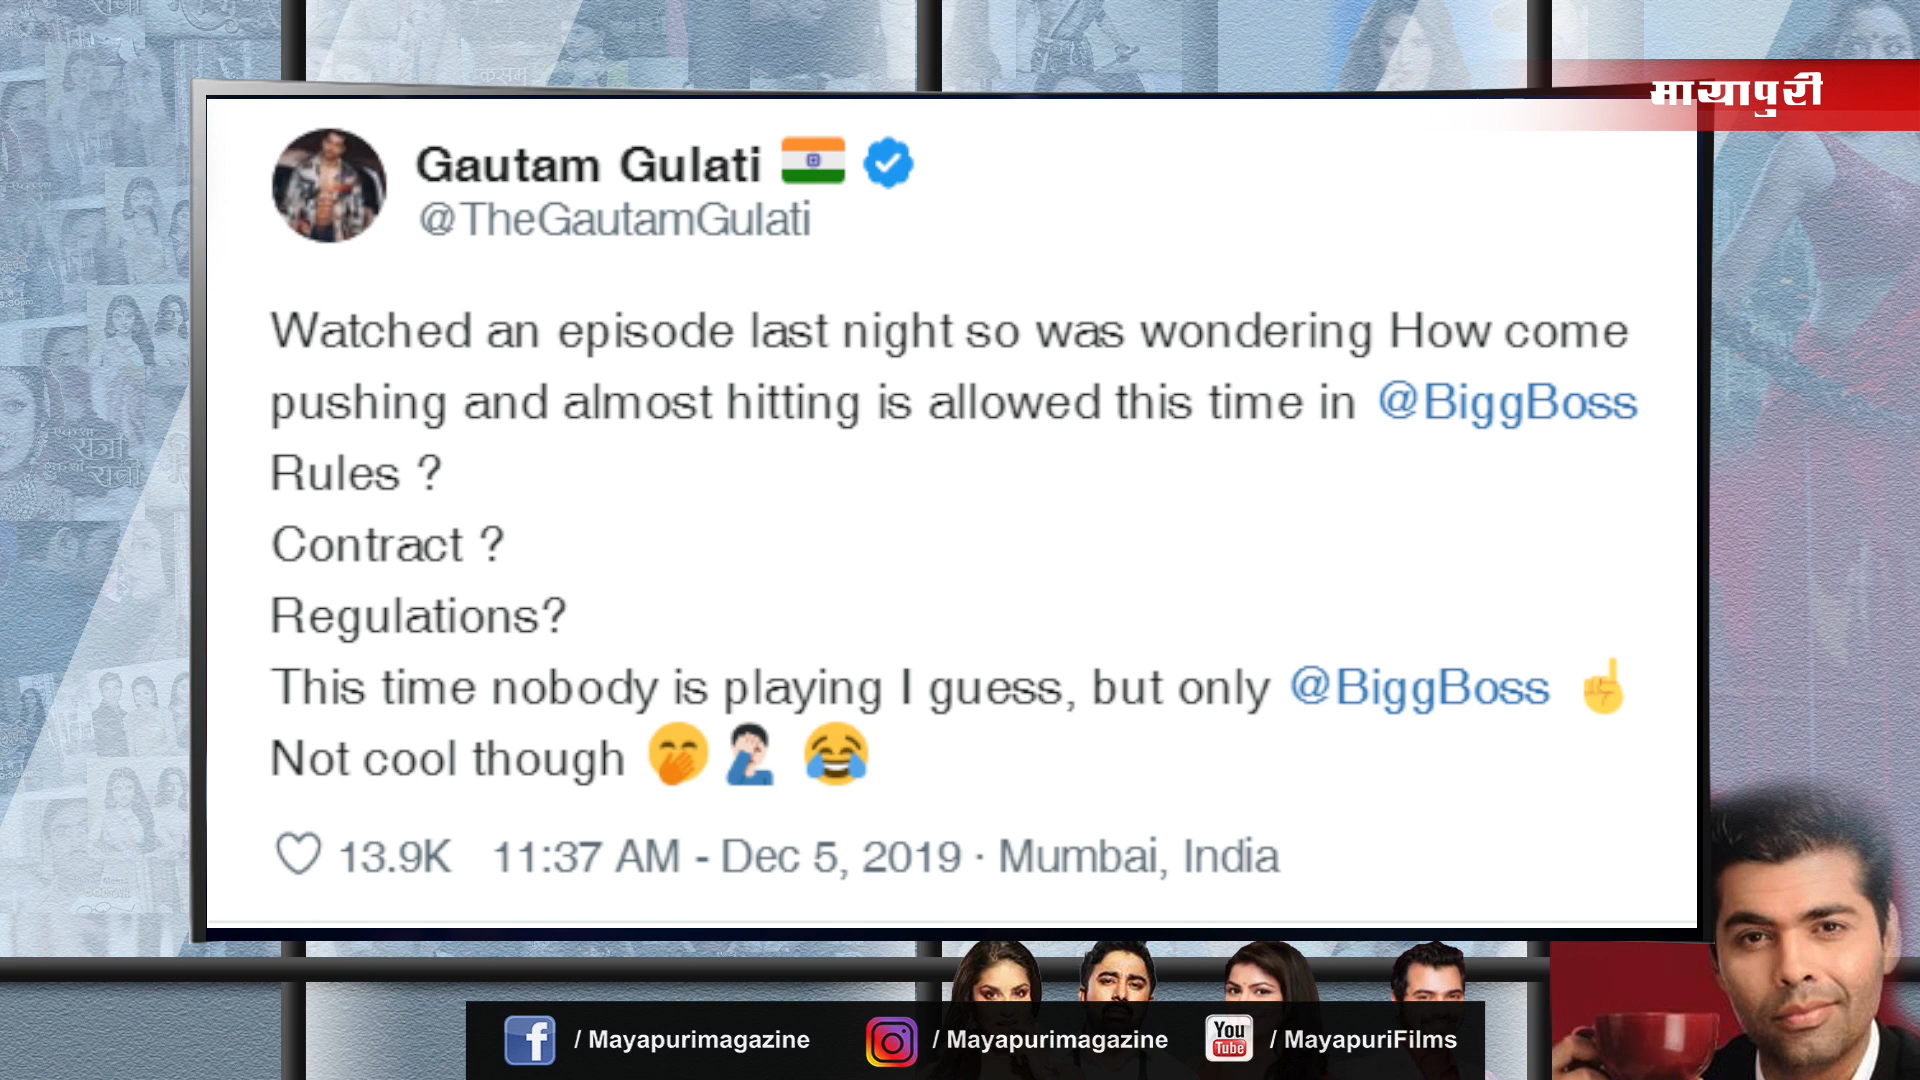 मायापुरी
Gautam Gulati
@TheGautamGulati
Watched an episode last night so was wondering How come
pushing and almost hitting is allowed this time in @BiggBoss
Rules ?
Contract ?
Regulations?
This time nobody is playing I guess, but only @BiggBoss ☝
Not cool though 🤭 🤦🏻‍♂️ 😂
13.9K 11:37 AM - Dec 5, 2019 · Mumbai, India
/ Mayapurimagazine / Mayapurimagazine You Tube / MayapuriFilms
कसम
राजा
रानी